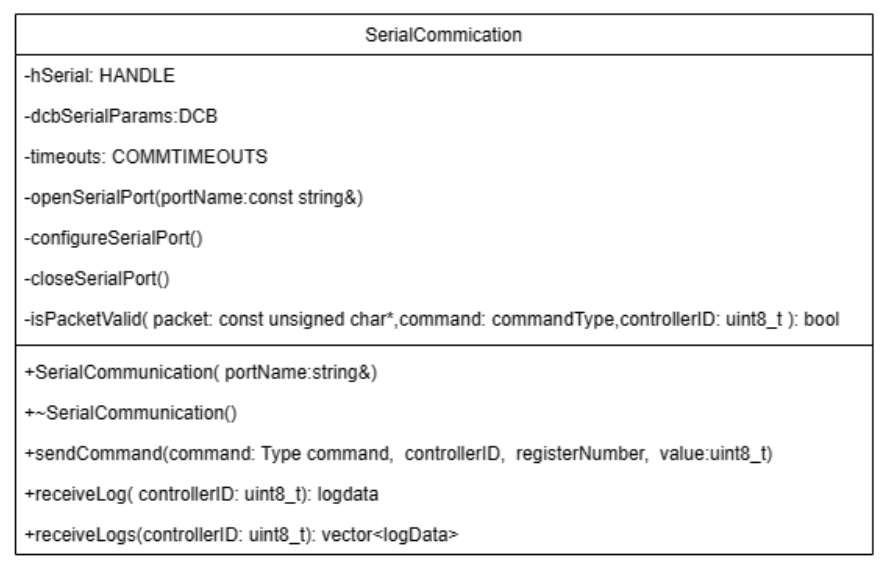 SerialCommication
-hSerial: HANDLE
-dcbSerialParams:DCB
-timeouts: COMMTIMEOUTS
-openSerialPort(portName:const string&)
-configureSerialPort()
-closeSerialPort()
-isPacketValid( packet: const unsigned char*,command: commandType,controllerID: uint8_t ): bool
+SerialCommunication( portName:string&)
+~SerialCommunication()
+sendCommand(command: Type command, controllerID, registerNumber, value:uint8_t)
+receiveLog( controllerID: uint8_t): logdata
+receiveLogs(controllerID: uint8_t): vector<logData>